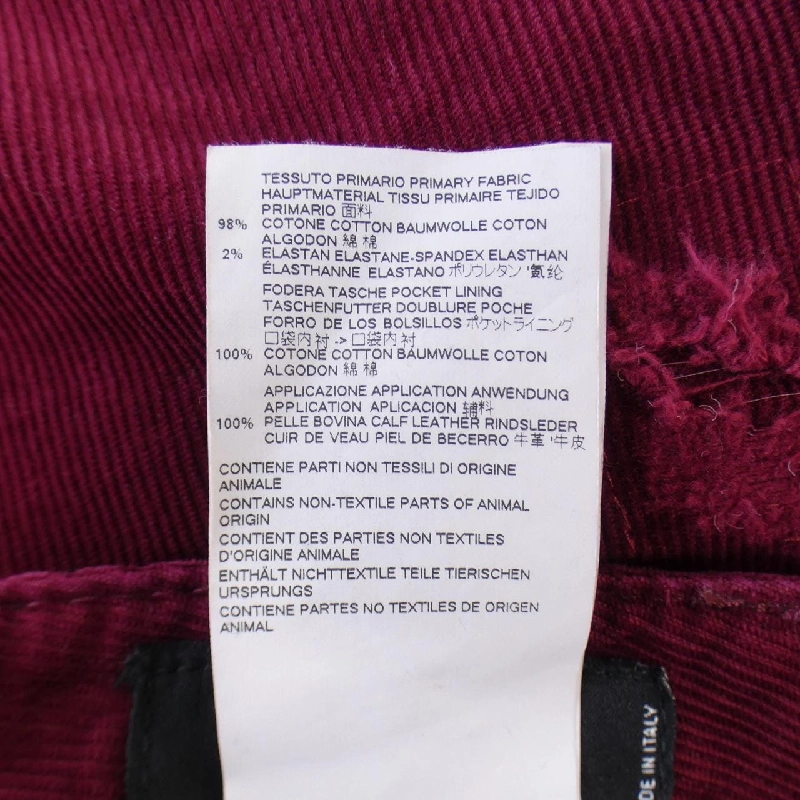 TESSUTO PRIMARIO PRIMARY FABRIC
HAUPTMATERIAL TISSU PRIMAIRE TEJIDO
PRIMARIO 面料
98% COTONE COTTON BAUMWOLLE COTON
ALGODON 綿 棉
2% ELASTAN ELASTANE-SPANDEX ELASTHAN
ÉLASTHANNE ELASTANO ポリウレタン '氨纶
FODERA TASCHE POCKET LINING
TASCHENFUTTER DOUBLURE POCHE
FORRO DE LOS BOLSILLOS ポケットライニング
口袋内衬 -> 口袋内衬
100% COTONE COTTON BAUMWOLLE COTON
ALGODON 綿 棉
APPLICAZIONE APPLICATION ANWENDUNG
APPLICATION APLICACION 辅料
100% PELLE BOVINA CALF LEATHER RINDSLEDER
CUIR DE VEAU PIEL DE BECERRO 牛革 '牛皮
CONTIENE PARTI NON TESSILI DI ORIGINE
ANIMALE
CONTAINS NON-TEXTILE PARTS OF ANIMAL
ORIGIN
CONTIENT DES PARTIES NON TEXTILES
D'ORIGINE ANIMALE
ENTHÄLT NICHTTEXTILE TEILE TIERISCHEN
URSPRUNGS
CONTIENE PARTES NO TEXTILES DE ORIGEN
ANIMAL
DE IN ITALY